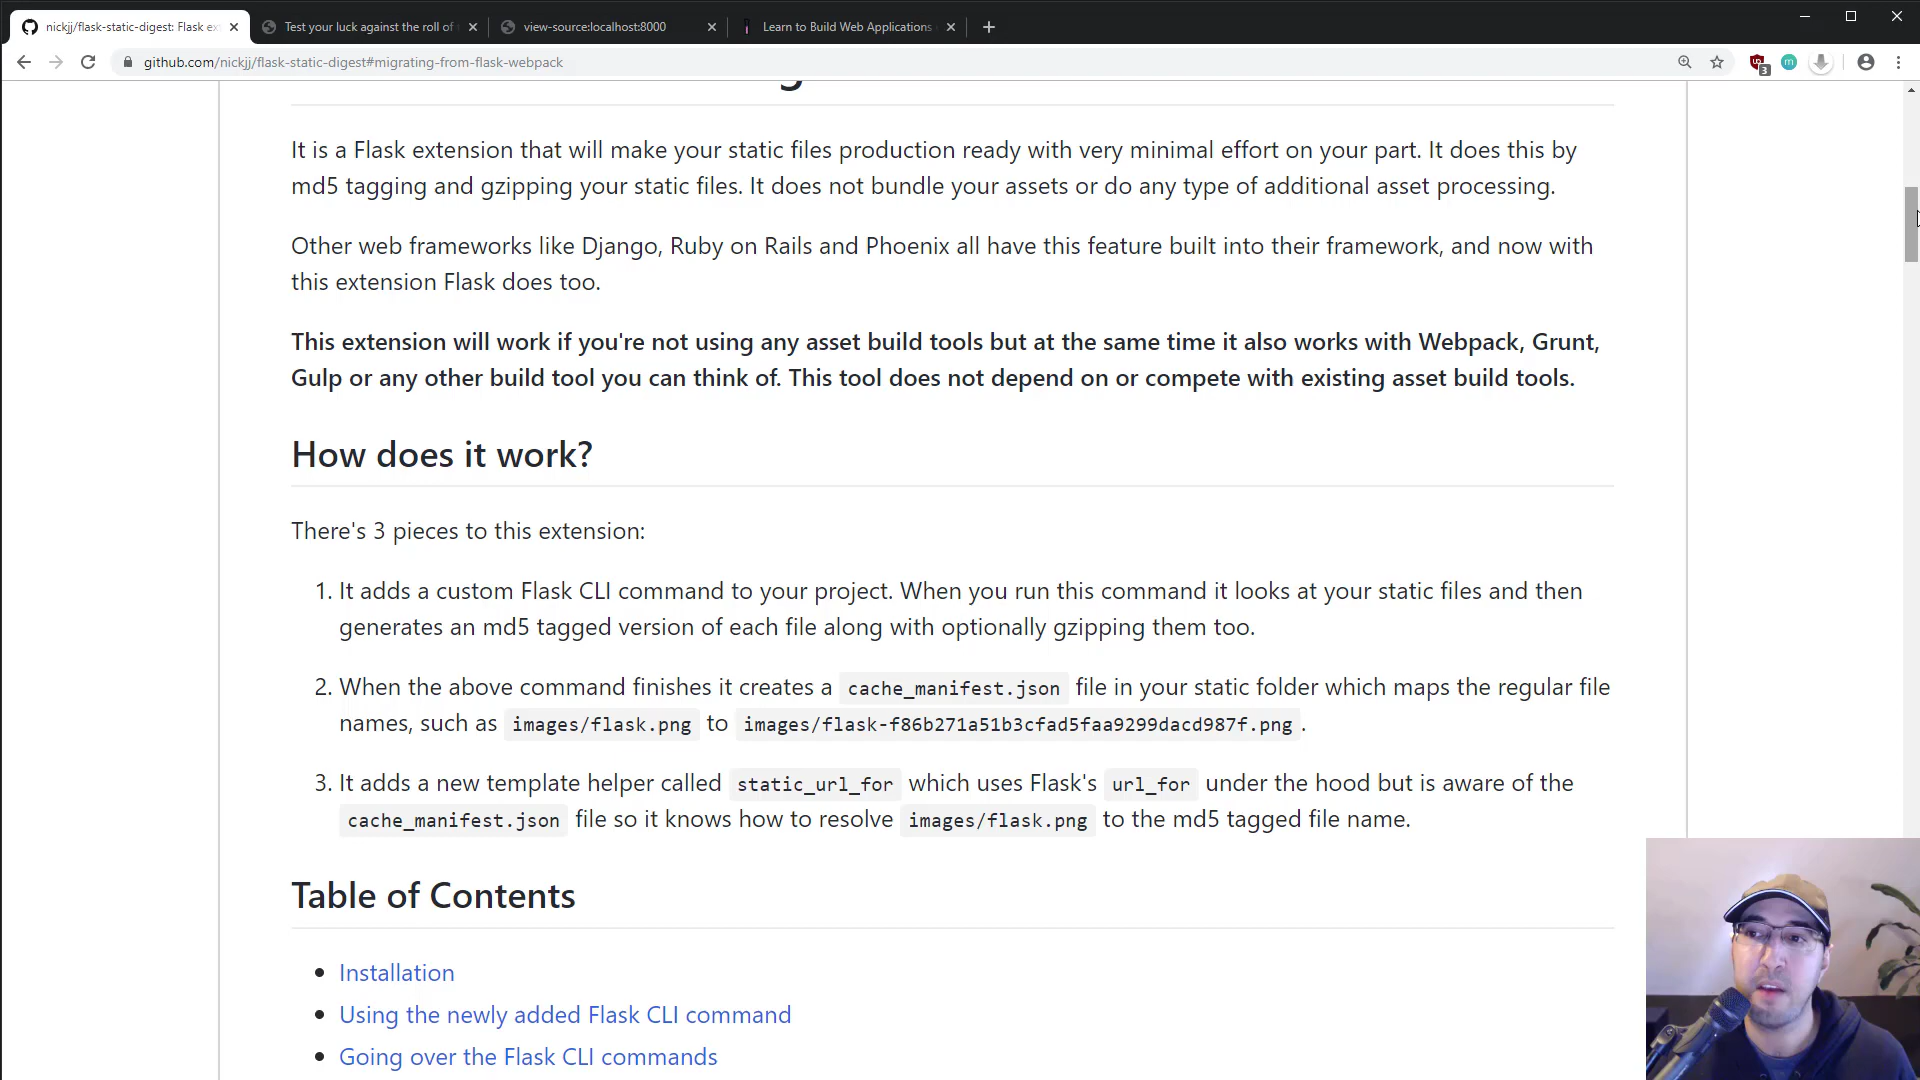 nickjj/flask-static-digest: Flask ex
Test your luck against the roll of
view-source:localhost:8000
Learn to Build Web Applications
github.com/nickjj/flask-static-digest#migrating-from-flask-webpack
3
m
It is a Flask extension that will make your static files production ready with very minimal effort on your part. It does this by
md5 tagging and gzipping your static files. It does not bundle your assets or do any type of additional asset processing.
Other web frameworks like Django, Ruby on Rails and Phoenix all have this feature built into their framework, and now with
this extension Flask does too.
This extension will work if you're not using any asset build tools but at the same time it also works with Webpack, Grunt,
Gulp or any other build tool you can think of. This tool does not depend on or compete with existing asset build tools.
How does it work?
There's 3 pieces to this extension:
1. It adds a custom Flask CLI command to your project. When you run this command it looks at your static files and then
generates an md5 tagged version of each file along with optionally gzipping them too.
2. When the above command finishes it creates a cache_manifest.json file in your static folder which maps the regular file
names, such as images/flask.png to images/flask-f86b271a51b3cfad5faa9299dacd987f.png.
3. It adds a new template helper called static_url_for which uses Flask's url_for under the hood but is aware of the
cache_manifest.json file so it knows how to resolve images/flask.png to the md5 tagged file name.
Table of Contents
• Installation
• Using the newly added Flask CLI command
• Going over the Flask CLI commands